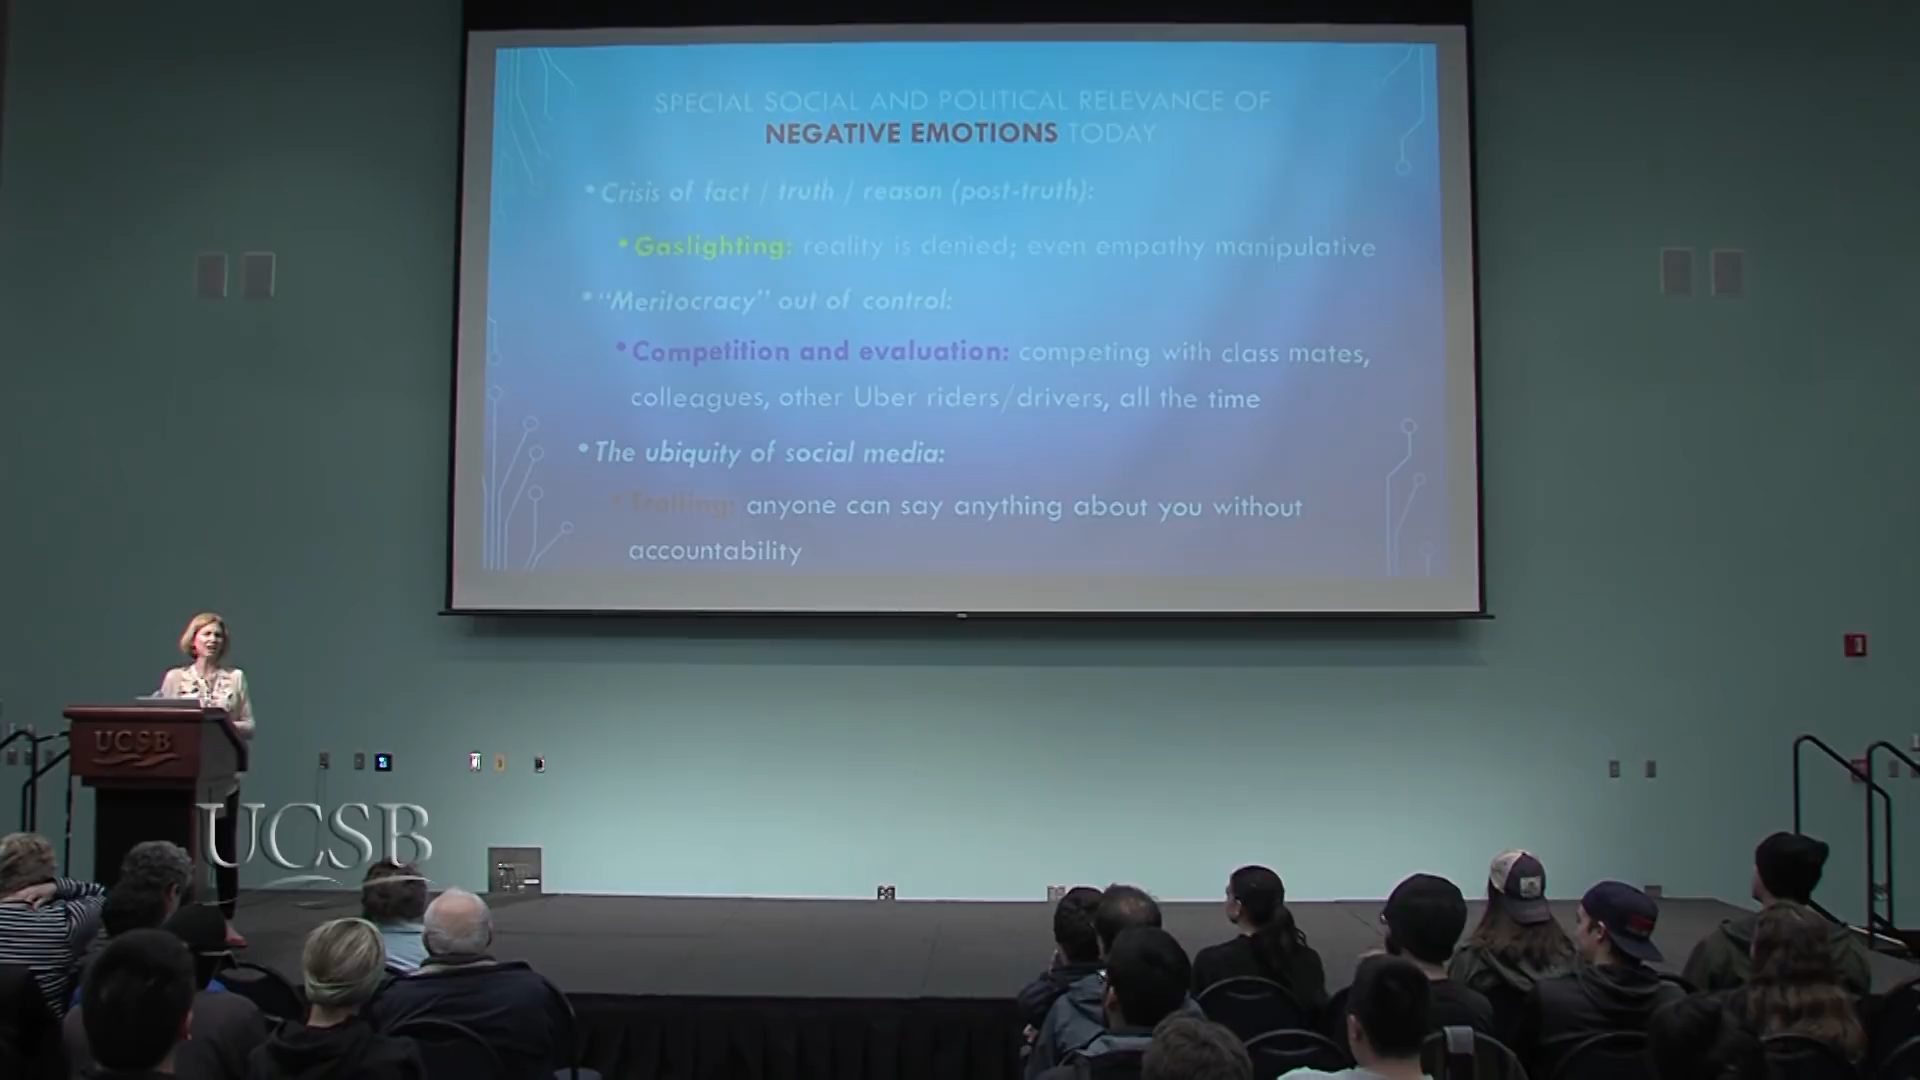 SPECIAL SOCIAL AND POLITICAL RELEVANCE OF
NEGATIVE EMOTIONS TODAY
• Crisis of fact / truth / reason (post-truth):
• Gaslighting: reality is denied; even empathy manipulative
• "Meritocracy" out of control:
• Competition and evaluation: competing with class mates,
colleagues, other Uber riders/drivers, all the time
• The ubiquity of social media:
• Trolling: anyone can say anything about you without
accountability
UCSB
UCSB